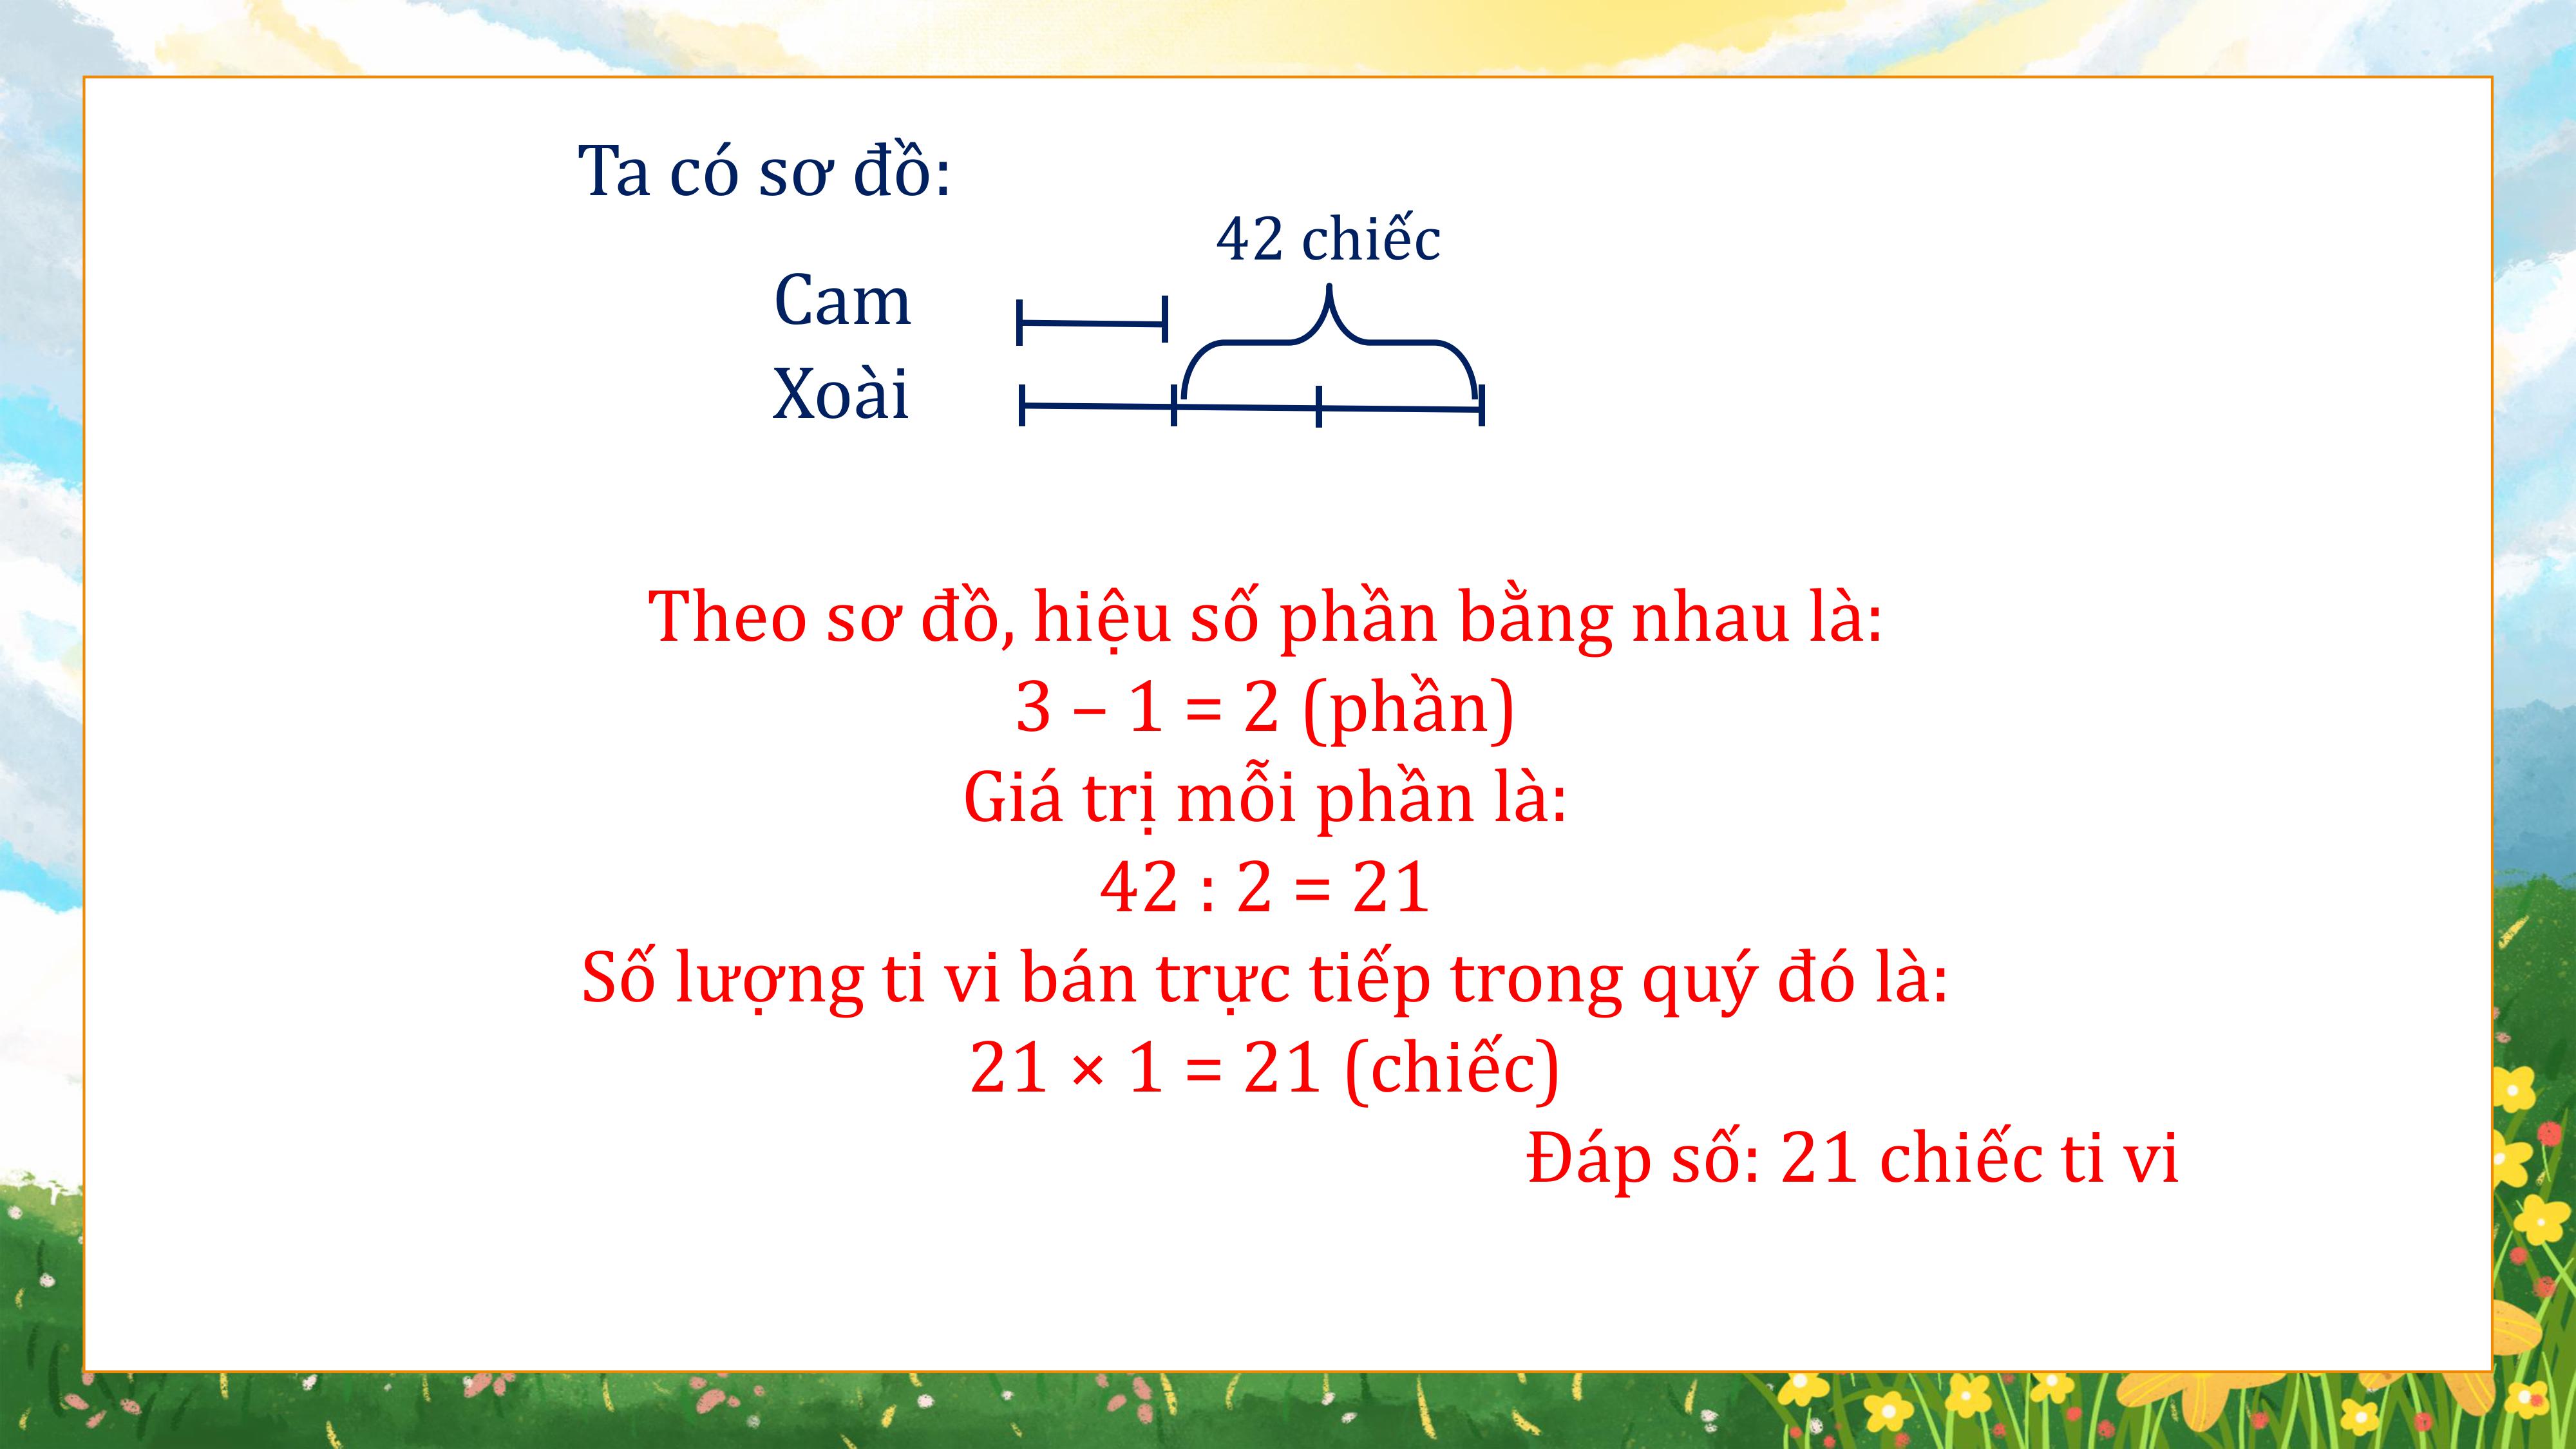 Ta có sơ đồ:
42 chiếc
Cam
Xoài
Theo sơ đồ, hiệu số phần bằng nhau là:
3 – 1 = 2 (phần)
Giá trị mỗi phần là:
42 : 2 = 21
Số lượng ti vi bán trực tiếp trong quý đó là:
21 × 1 = 21 (chiếc)
Đáp số: 21 chiếc ti vi